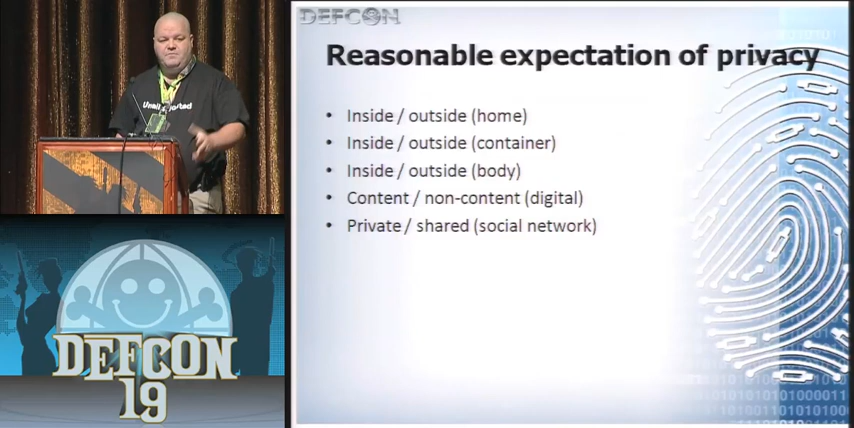 DEFCON
Reasonable expectation of privacy
• Inside / outside (home)
• Inside / outside (container)
• Inside / outside (body)
• Content / non-content (digital)
• Private / shared (social network)
DEFCON
19